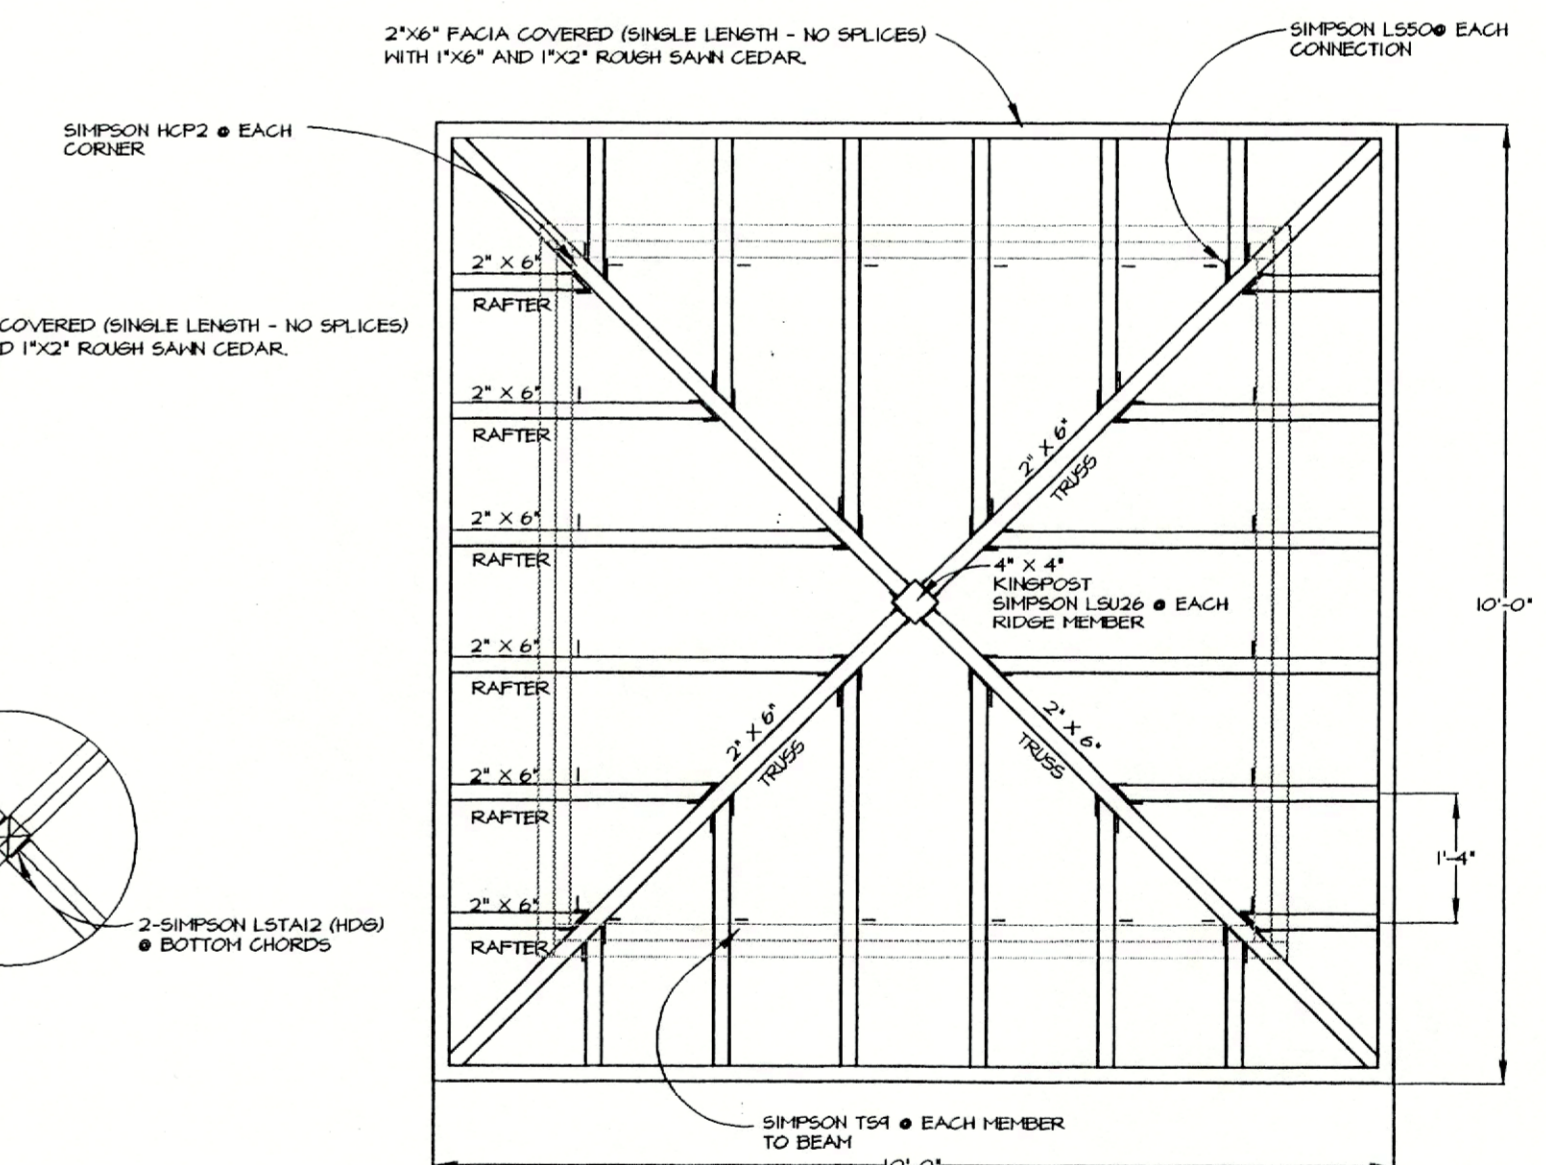 2"X6" FACIA COVERED (SINGLE LENGTH - NO SPLICES)
WITH 1"X6" AND 1"X2" ROUGH SAWN CEDAR.
SIMPSON LS50@ EACH
CONNECTION
SIMPSON HCP2 @ EACH
CORNER
COVERED (SINGLE LENGTH - NO SPLICES)
D 1"X2" ROUGH SAWN CEDAR.
2" X 6"
RAFTER
2" X 6"
RAFTER
2" X 6"
RAFTER
2" X 6"
RAFTER
2" X 6"
RAFTER
2" X 6"
RAFTER
2" X 6"
TRUSS
4" X 4"
KINGPOST
SIMPSON LSU26 @ EACH
RIDGE MEMBER
2" X 6"
TRUSS
2" X 6"
TRUSS
10'-0"
1'-4"
2-SIMPSON LSTA12 (HDG)
@ BOTTOM CHORDS
SIMPSON TS9 @ EACH MEMBER
TO BEAM
10'-0"